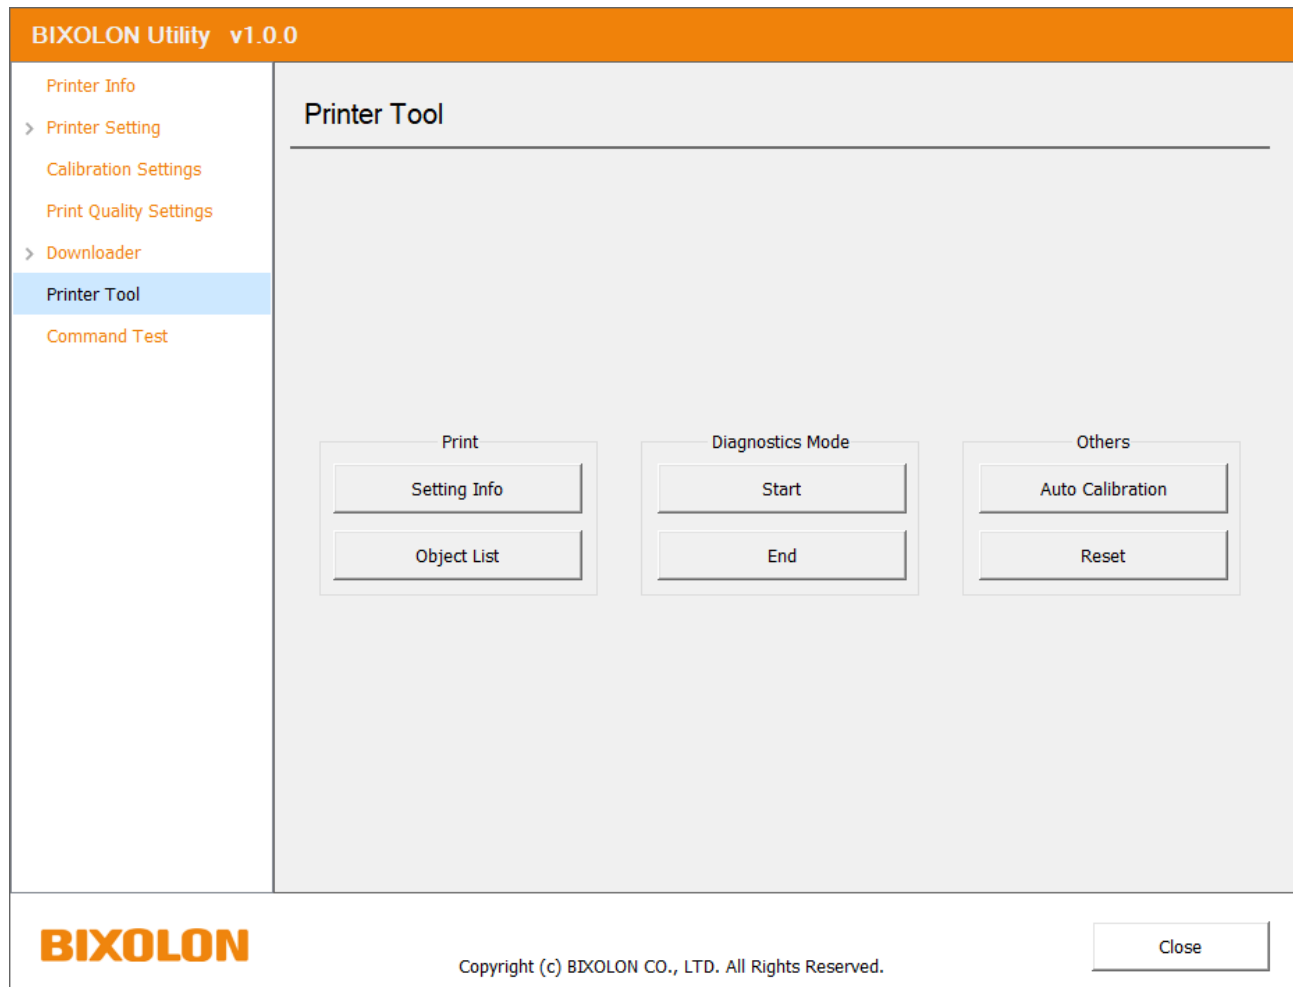 BIXOLON Utility v1.0.0
Printer Info
Printer Setting
Calibration Settings
Print Quality Settings
Downloader
Printer Tool
Command Test
Printer Tool
Print
Setting Info
Object List
Diagnostics Mode
Start
End
Others
Auto Calibration
Reset
BIXOLON
Copyright (c) BIXOLON CO., LTD. All Rights Reserved.
Close